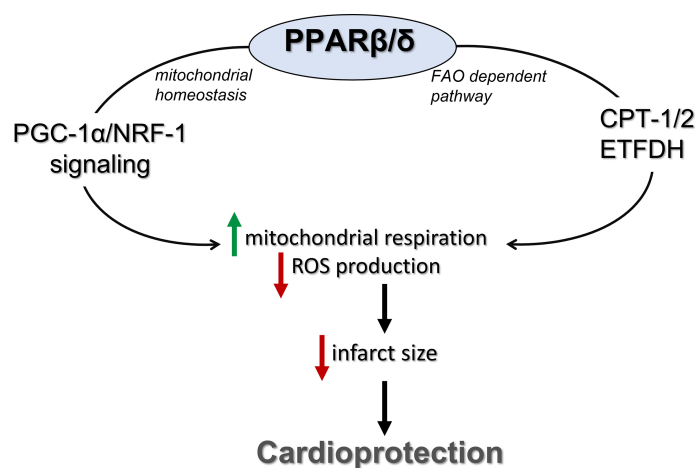 PPARβ/δ
mitochondrial
homeostasis
FAO dependent
pathway
PGC-1α/NRF-1
signaling
CPT-1/2
ETFDH
mitochondrial respiration
ROS production
infarct size
Cardioprotection